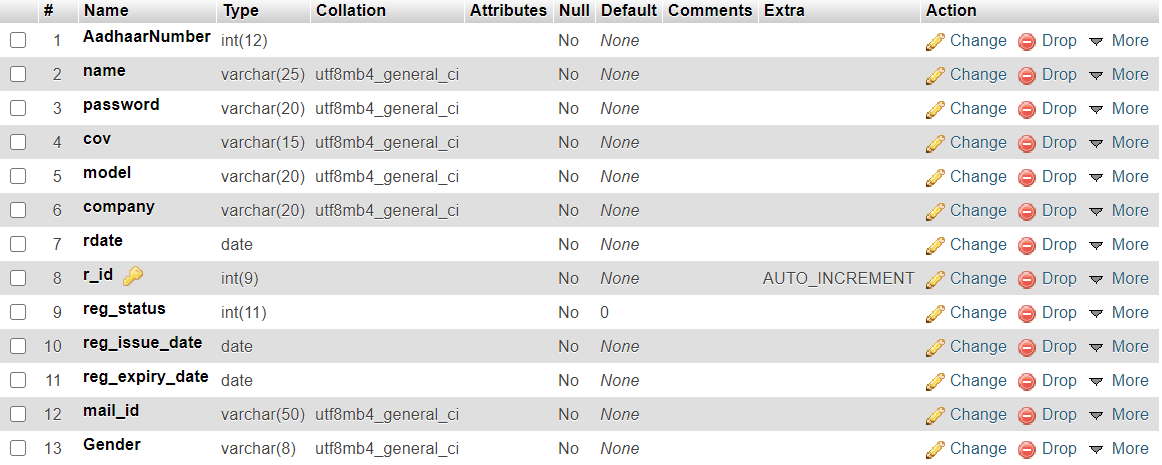 # Name Type Collation Attributes Null Default Comments Extra Action
1 AadhaarNumber int(12) No None Change Drop More
2 name varchar(25) utf8mb4_general_ci No None Change Drop More
3 password varchar(20) utf8mb4_general_ci No None Change Drop More
4 cov varchar(15) utf8mb4_general_ci No None Change Drop More
5 model varchar(20) utf8mb4_general_ci No None Change Drop More
6 company varchar(20) utf8mb4_general_ci No None Change Drop More
7 rdate date No None Change Drop More
8 r_id int(9) No None AUTO_INCREMENT Change Drop More
9 reg_status int(11) No 0 Change Drop More
10 reg_issue_date date No None Change Drop More
11 reg_expiry_date date No None Change Drop More
12 mail_id varchar(50) utf8mb4_general_ci No None Change Drop More
13 Gender varchar(8) utf8mb4_general_ci No None Change Drop More